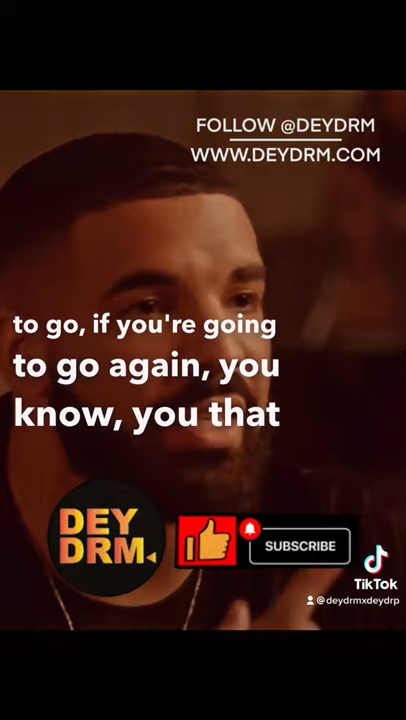 FOLLOW @DEYDRM
WWW.DEYDRM.COM
to go, if you're going
to go again, you
know, you that
DEY
DRM
SUBSCRIBE
TikTok
@deydrmxdeydrp